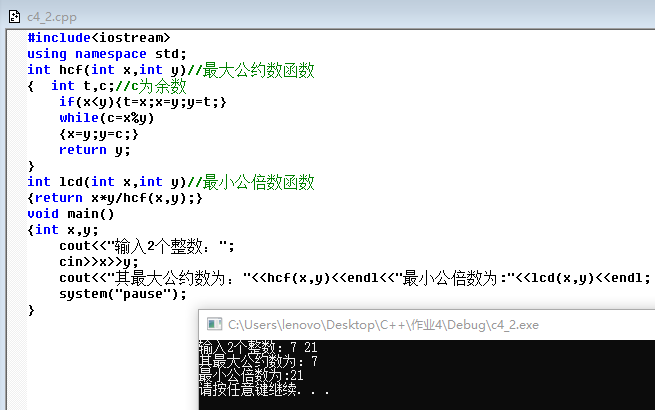 c4_2.cpp
#include<iostream>
using namespace std;
int hcf(int x,int y)//最大公约数函数
{  int t,c;//c为余数
    if(x<y){t=x;x=y;y=t;}
    while(c=x%y)
    {x=y;y=c;}
    return y;
}
int lcd(int x,int y)//最小公倍数函数
{return x*y/hcf(x,y);}
void main()
{int x,y;
    cout<<"输入2个整数：";
    cin>>x>>y;
    cout<<"其最大公约数为："<<hcf(x,y)<<endl<<"最小公倍数为:"<<lcd(x,y)<<endl;
    system("pause");
}
C:\Users\lenovo\Desktop\C++\作业4\Debug\c4_2.exe
输入2个整数：7 21
其最大公约数为：7
最小公倍数为:21
请按任意键继续. . .